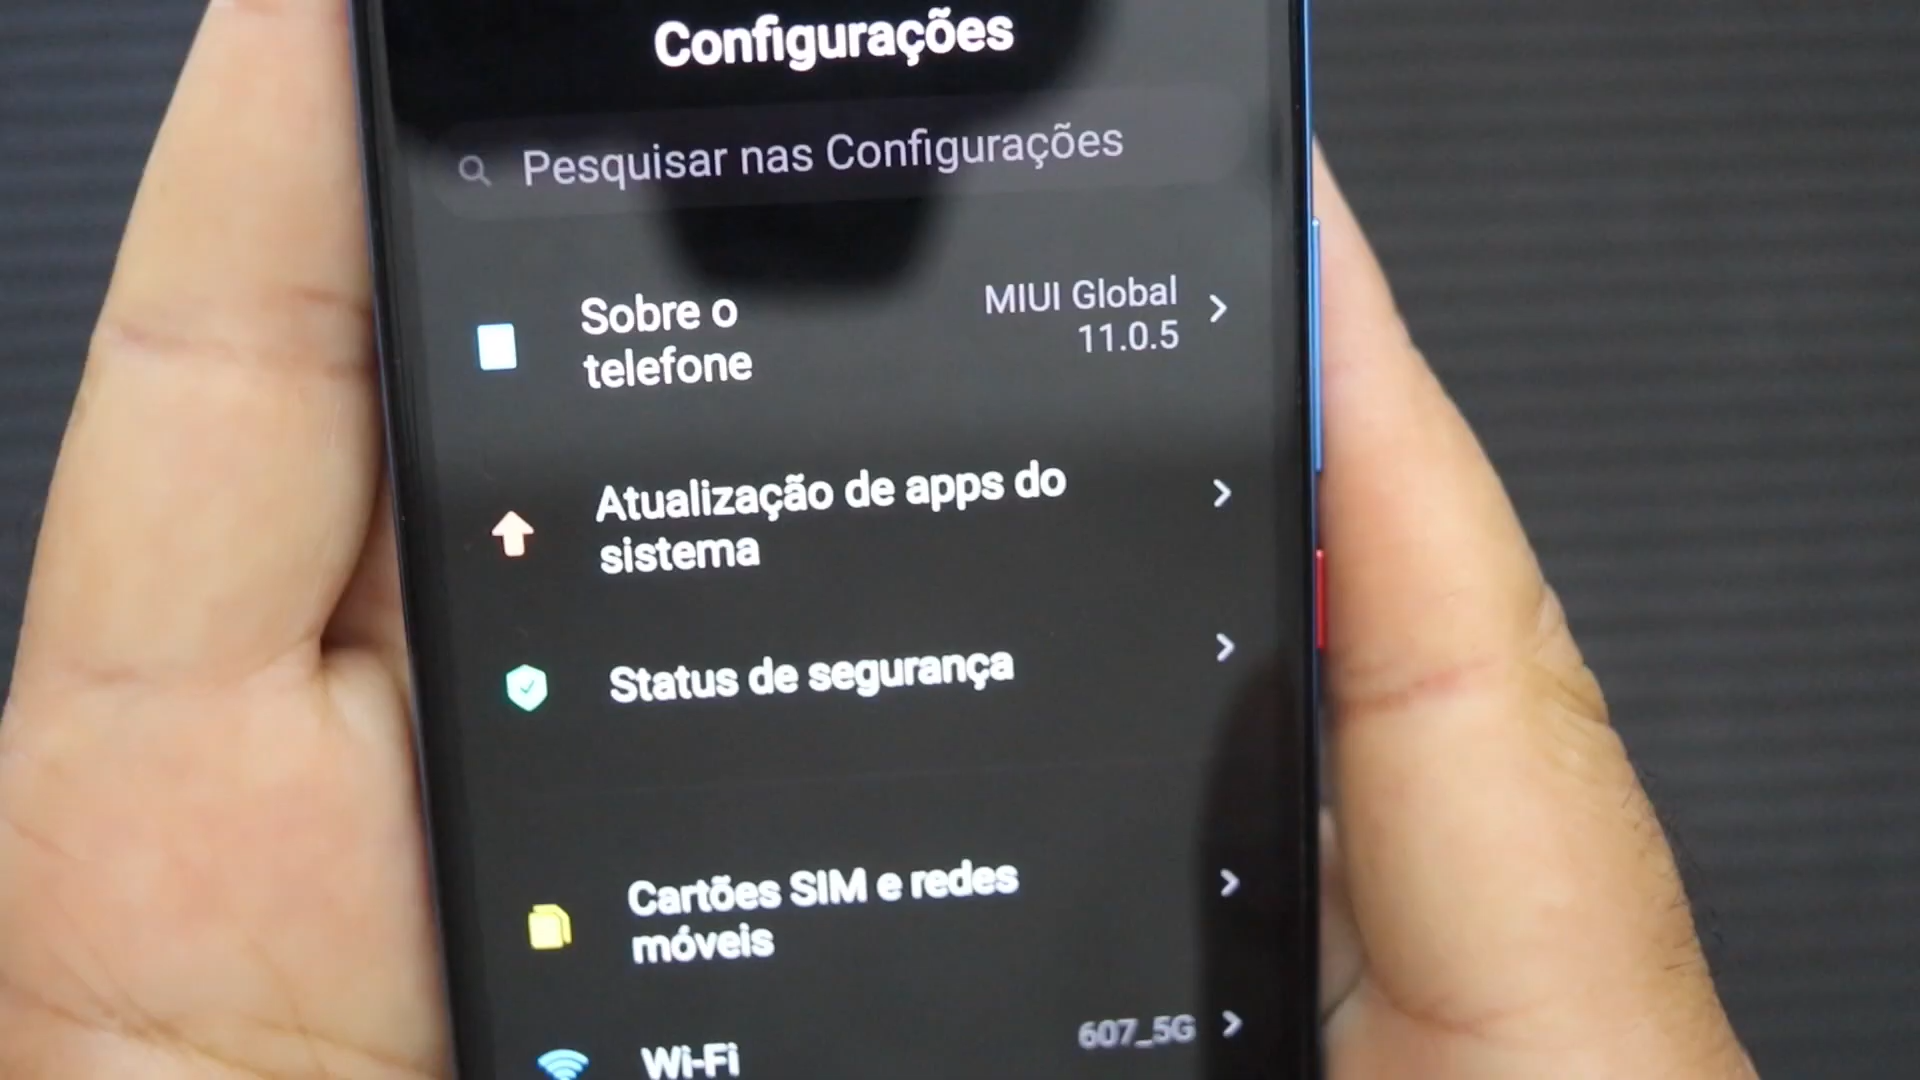 Configurações
Pesquisar nas Configurações
Sobre o
telefone
MIUI Global
11.0.5
Atualização de apps do
sistema
Status de segurança
Cartões SIM e redes
móveis
Wi-Fi
607_5G